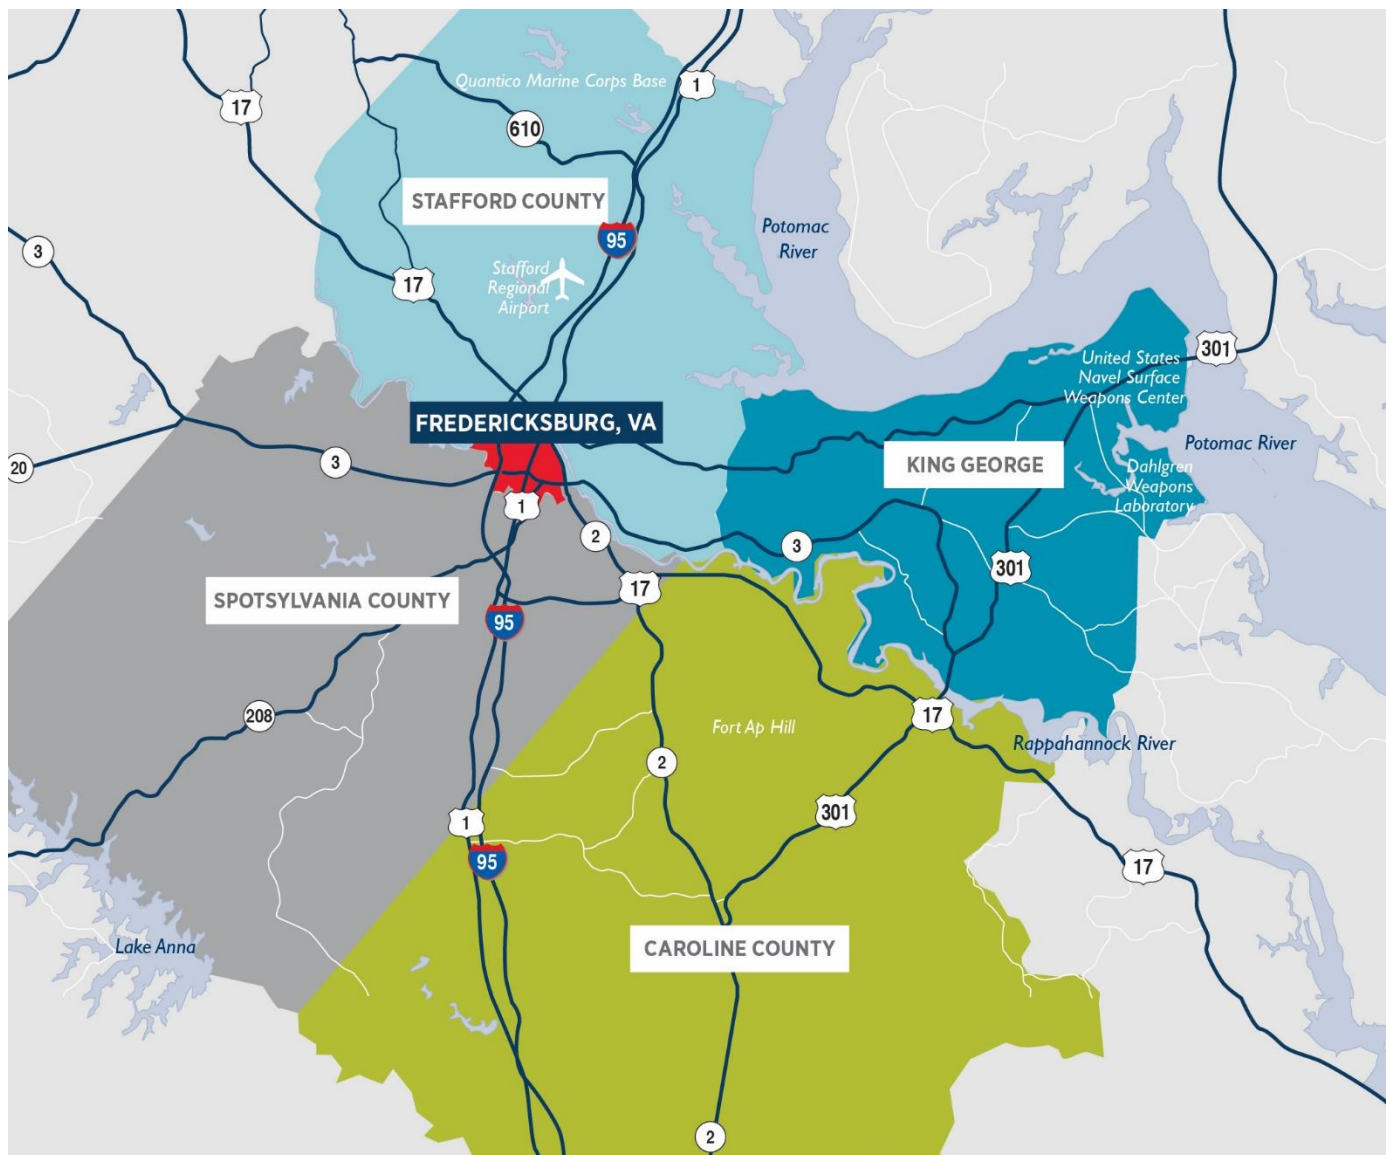 1
Quantico Marine Corps Base
17
610
STAFFORD COUNTY
Potomac
River
95
3
Stafford
Regional
Airport
17
301
United States
Navel Surface
Weapons Center
FREDERICKSBURG, VA
Potomac River
3
20
KING GEORGE
Dahlgren
Weapons
Laboratory
1
2
3
301
17
SPOTSYLVANIA COUNTY
95
208
Fort Ap Hill
17
Rappahannock River
2
301
1
95
17
Lake Anna
CAROLINE COUNTY
2